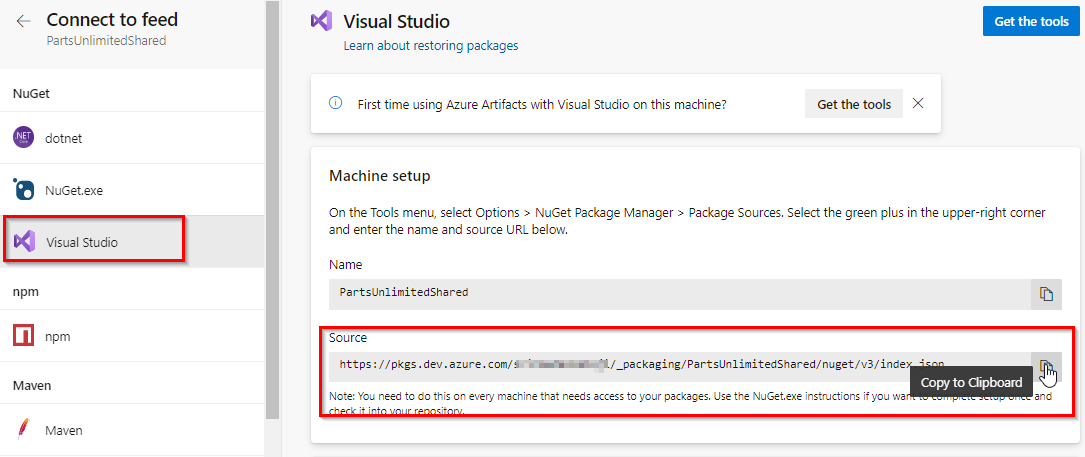 Connect to feed
PartsUnlimitedShared
NuGet
.NET
Core
dotnet
NuGet.exe
Visual Studio
npm
npm
Maven
Maven
Visual Studio
Learn about restoring packages
Get the tools
First time using Azure Artifacts with Visual Studio on this machine?
Get the tools
Machine setup
On the Tools menu, select Options > NuGet Package Manager > Package Sources. Select the green plus in the upper-right corner
and enter the name and source URL below.
Name
PartsUnlimitedShared
Source
https://pkgs.dev.azure.com/ /_packaging/PartsUnlimitedShared/nuget/v3/index.json
Copy to Clipboard
Note: You need to do this on every machine that needs access to your packages. Use the NuGet.exe instructions if you want to complete setup once and
check it into your repository.